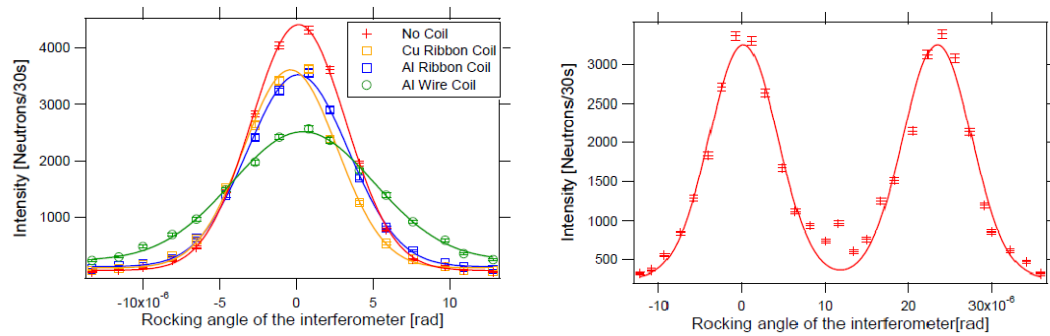 4000
3000
2000
1000
Intensity [Neutrons/30s]
No Coil
Cu Ribbon Coil
Al Ribbon Coil
Al Wire Coil
-10x10-6
-5
0
5
10
Rocking angle of the interferometer [rad]
3000
2500
2000
1500
1000
500
Intensity [Neutrons/30s]
-10
0
10
20
30x10-6
Rocking angle of the interferometer[rad]